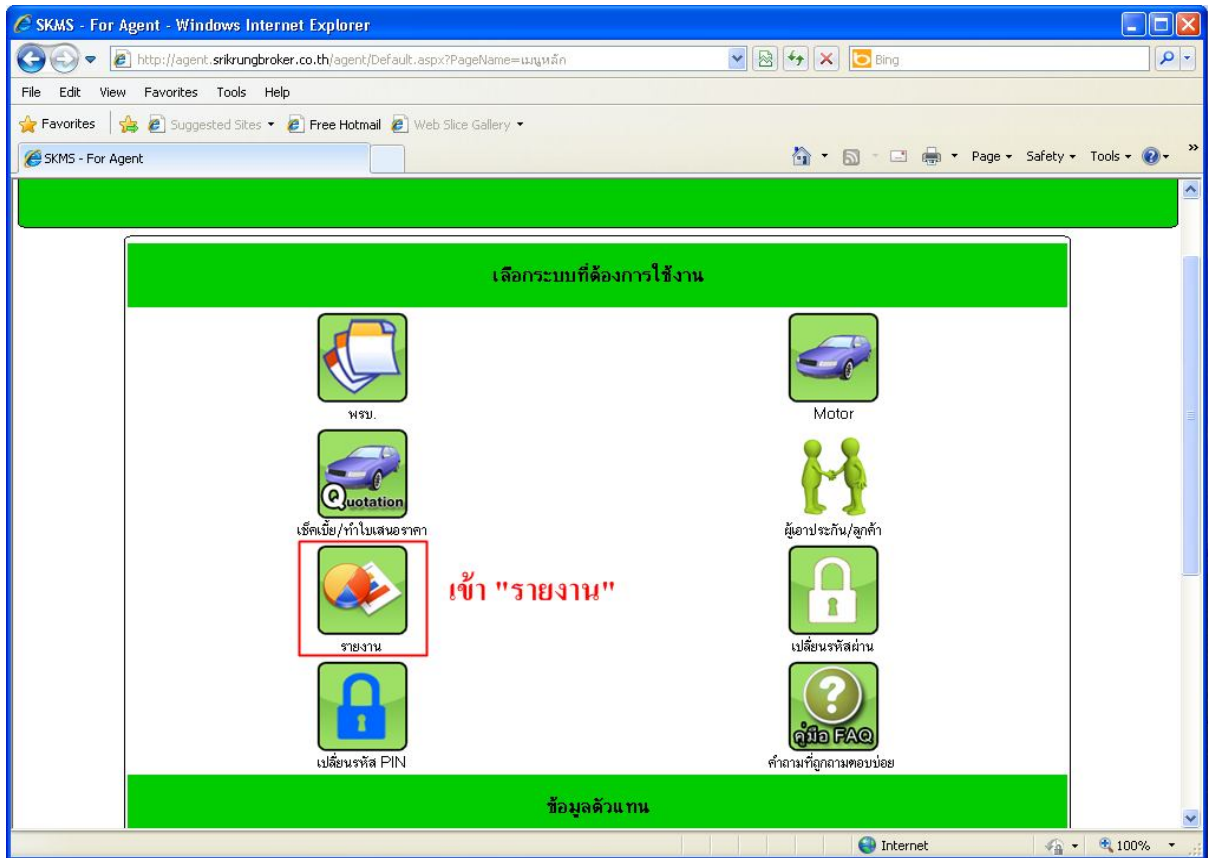 SKMS - For Agent - Windows Internet Explorer
http://agent.srikrungbroker.co.th/agent/Default.aspx?PageName=เมนูหลัก
Bing
File Edit View Favorites Tools Help
Favorites Suggested Sites Free Hotmail Web Slice Gallery
SKMS - For Agent
Page Safety Tools »
เลือกระบบที่ต้องการใช้งาน
พรบ. Motor
Quotation
เช็คเบี้ย/ทำใบเสนอราคา ผู้เอาประกัน/ลูกค้า
เข้า "รายงาน"
รายงาน เปลี่ยนรหัสผ่าน
คู่มือ FAQ
เปลี่ยนรหัส PIN คำถามที่ถูกถามตอบบ่อย
ข้อมูลตัวแทน
Internet 100%